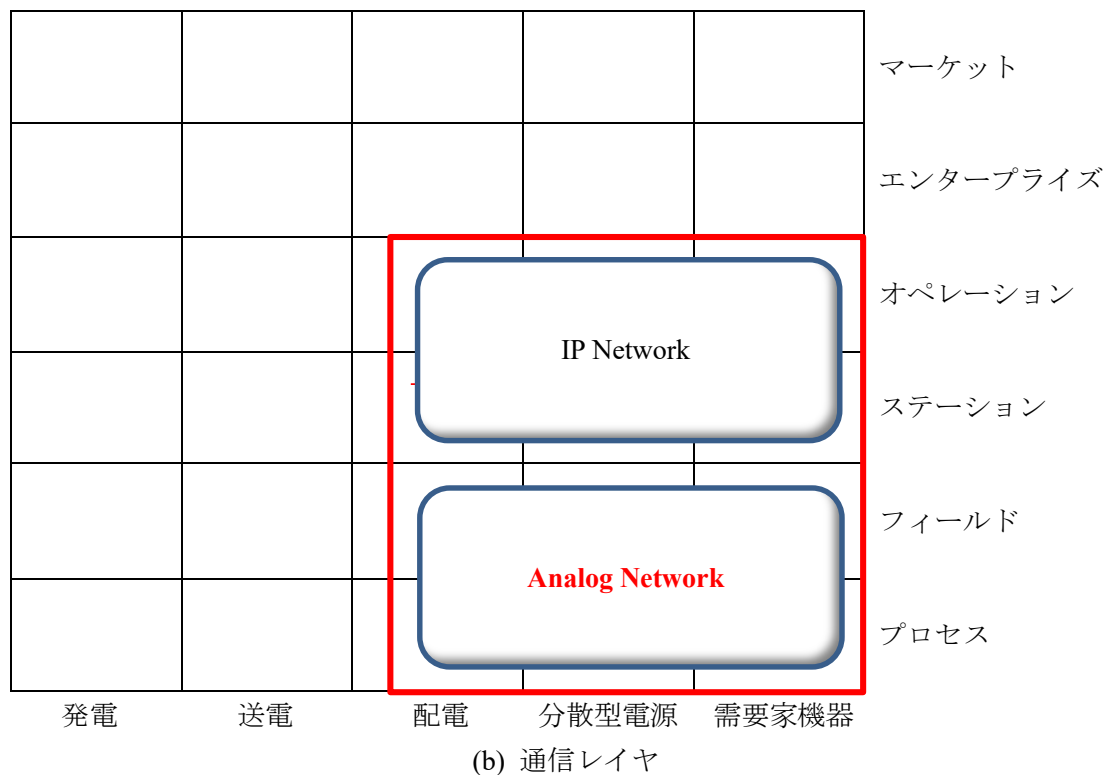 マーケット
エンタープライズ
オペレーション
IP Network
ステーション
フィールド
Analog Network
プロセス
発電 送電 配電 分散型電源 需要家機器
(b) 通信レイヤ